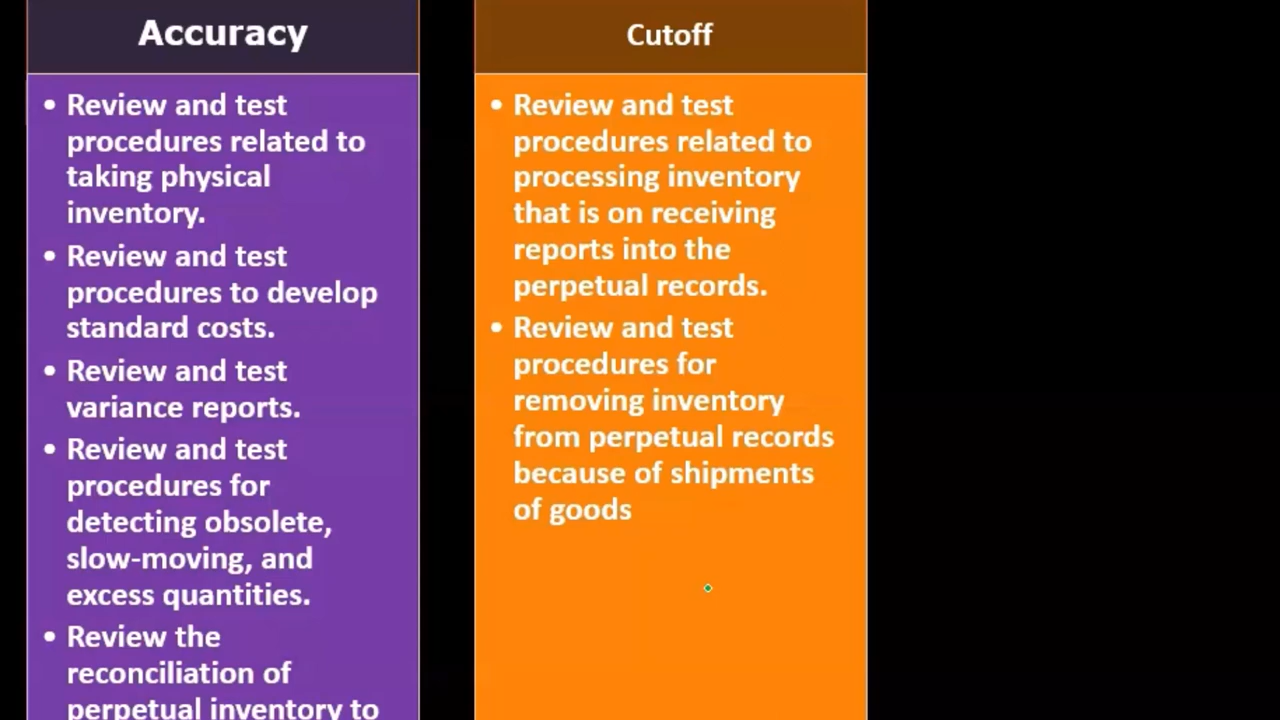 Accuracy
• Review and test
procedures related to
taking physical
inventory.
• Review and test
procedures to develop
standard costs.
• Review and test
variance reports.
• Review and test
procedures for
detecting obsolete,
slow-moving, and
excess quantities.
• Review the
reconciliation of
perpetual inventory to
Cutoff
• Review and test
procedures related to
processing inventory
that is on receiving
reports into the
perpetual records.
• Review and test
procedures for
removing inventory
from perpetual records
because of shipments
of goods